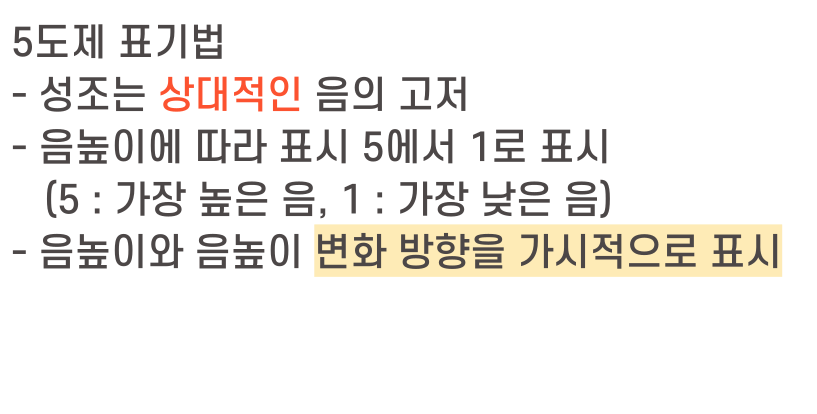 5도제 표기법
- 성조는 상대적인 음의 고저
- 음높이에 따라 표시 5에서 1로 표시
(5 : 가장 높은 음, 1 : 가장 낮은 음)
- 음높이와 음높이 변화 방향을 가시적으로 표시